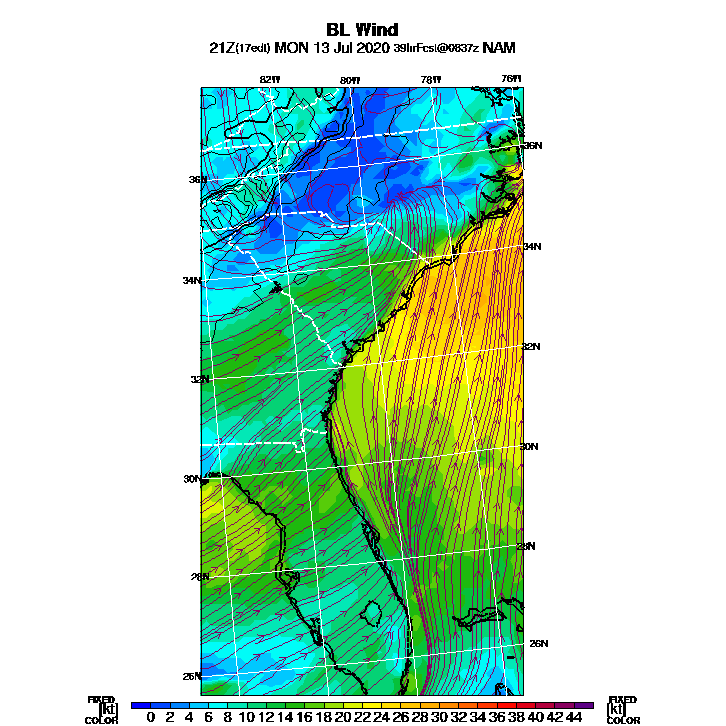 BL Wind
21Z(17edt) MON 13 Jul 2020 39hrFcst@0837z NAM
82W 80W 78W 76W
36N
36N
34N
34N
32N
32N
30N
30N
28N
28N
26N
26N
FIXED FIXED
[kt] 0 2 4 6 8 10 12 14 16 18 20 22 24 26 28 30 32 34 36 38 40 42 44 [kt]
COLOR COLOR